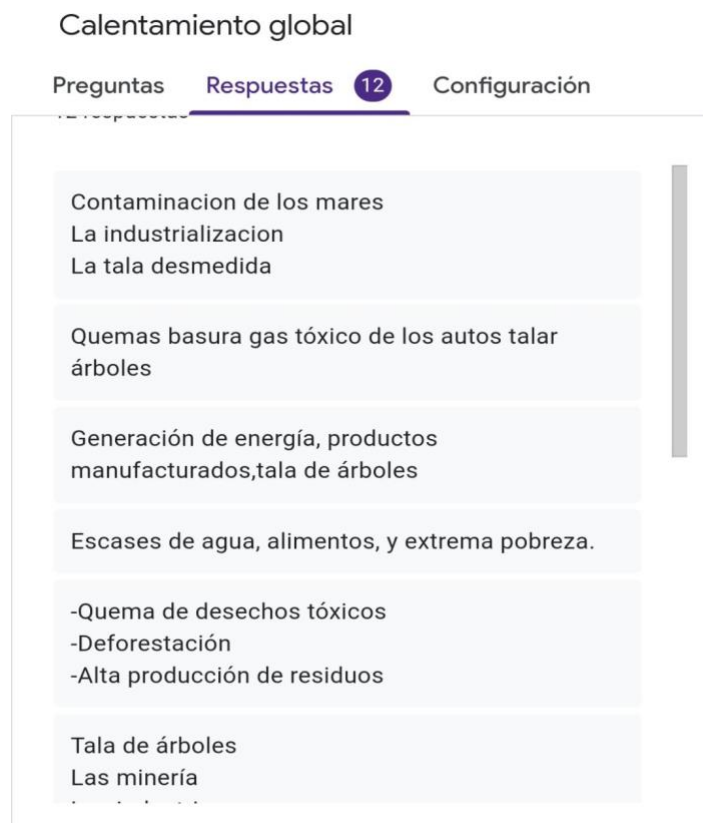 Calentamiento global
Preguntas Respuestas 12 Configuración
12 respuestas
Contaminacion de los mares
La industrializacion
La tala desmedida
Quemas basura gas tóxico de los autos talar
árboles
Generación de energía, productos
manufacturados,tala de árboles
Escases de agua, alimentos, y extrema pobreza.
-Quema de desechos tóxicos
-Deforestación
-Alta producción de residuos
Tala de árboles
Las minería